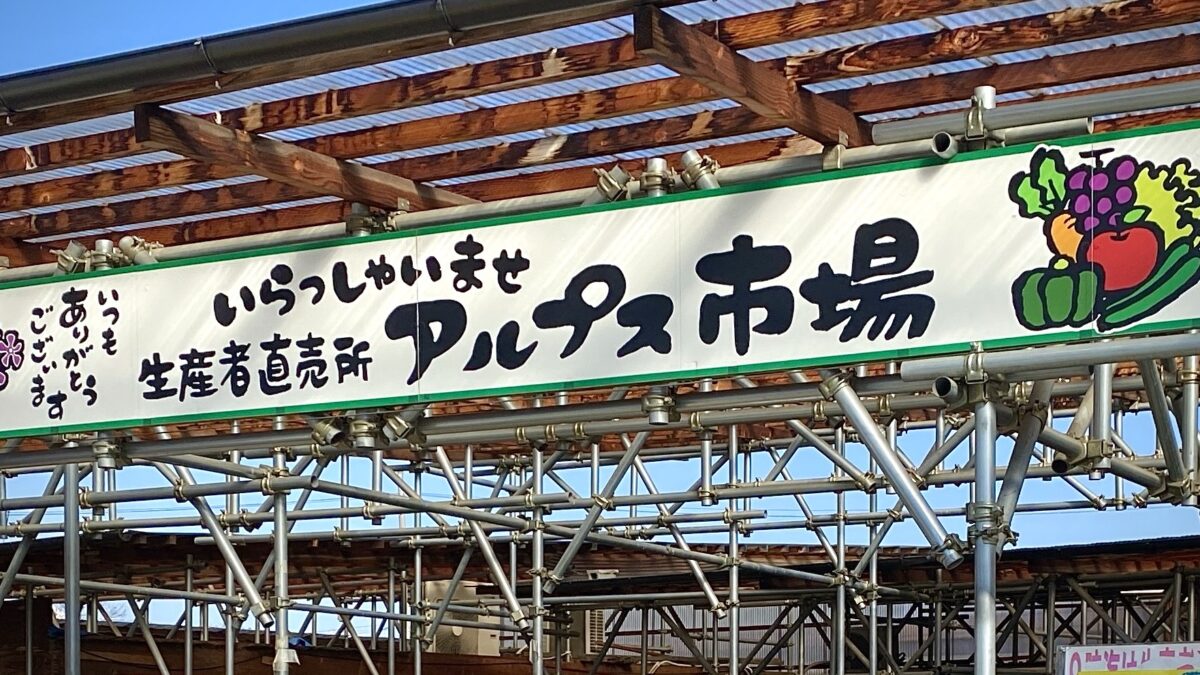 いらっしゃいませ
生産者直売所
アルプス市場
いつも
ありがとう
ございます